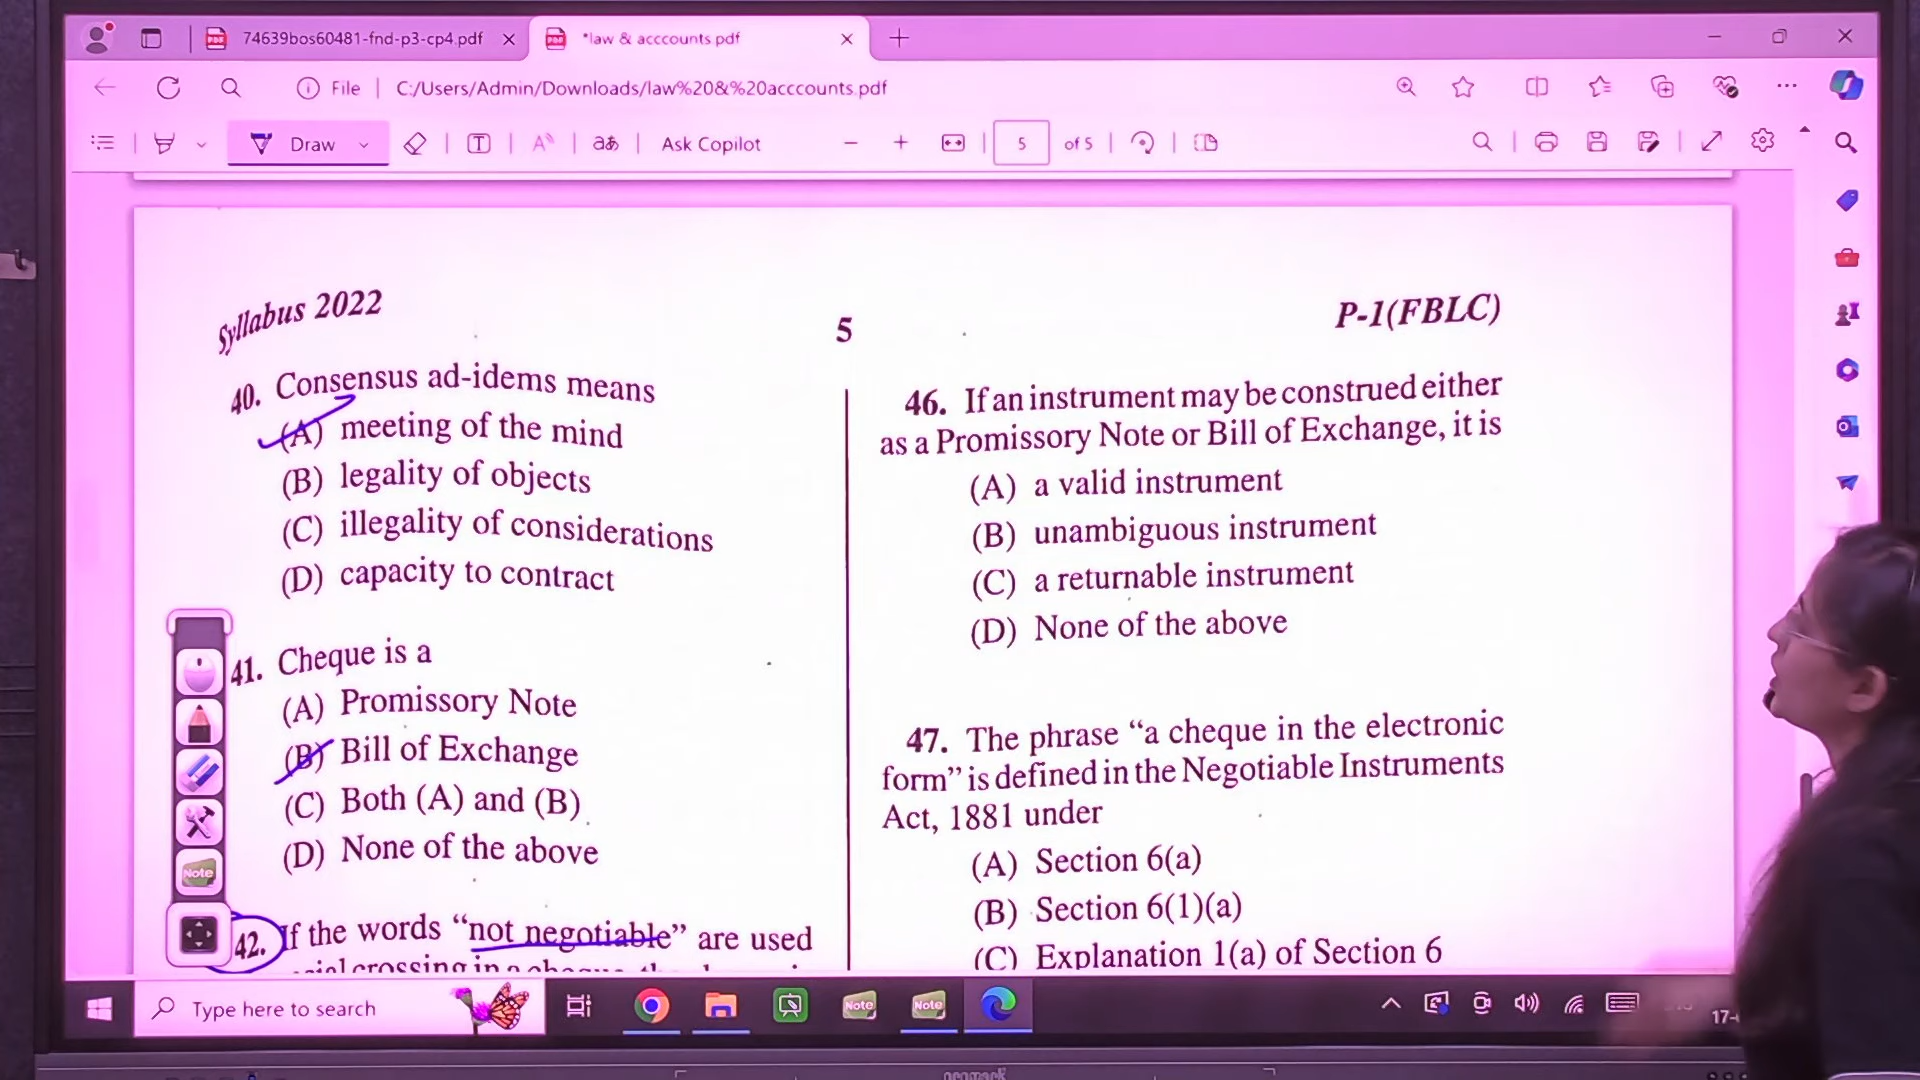 74639bos60481-fnd-p3-cp4.pdf
*law & acccounts.pdf
File
C:/Users/Admin/Downloads/law%20&%20acccounts.pdf
Draw
T
aあ
Ask Copilot
5
of 5
Syllabus 2022
5
P-1(FBLC)
40. Consensus ad-idems means
(A) meeting of the mind
(B) legality of objects
(C) illegality of considerations
(D) capacity to contract
41. Cheque is a
(A) Promissory Note
(B) Bill of Exchange
(C) Both (A) and (B)
(D) None of the above
42. If the words “not negotiable” are used
crossing in a
46. If an instrument may be construed either
as a Promissory Note or Bill of Exchange, it is
(A) a valid instrument
(B) unambiguous instrument
(C) a returnable instrument
(D) None of the above
47. The phrase “a cheque in the electronic
form” is defined in the Negotiable Instruments
Act, 1881 under
(A) Section 6(a)
(B) Section 6(1)(a)
(C) Explanation 1(a) of Section 6
Note
Type here to search
Note
Note
17-